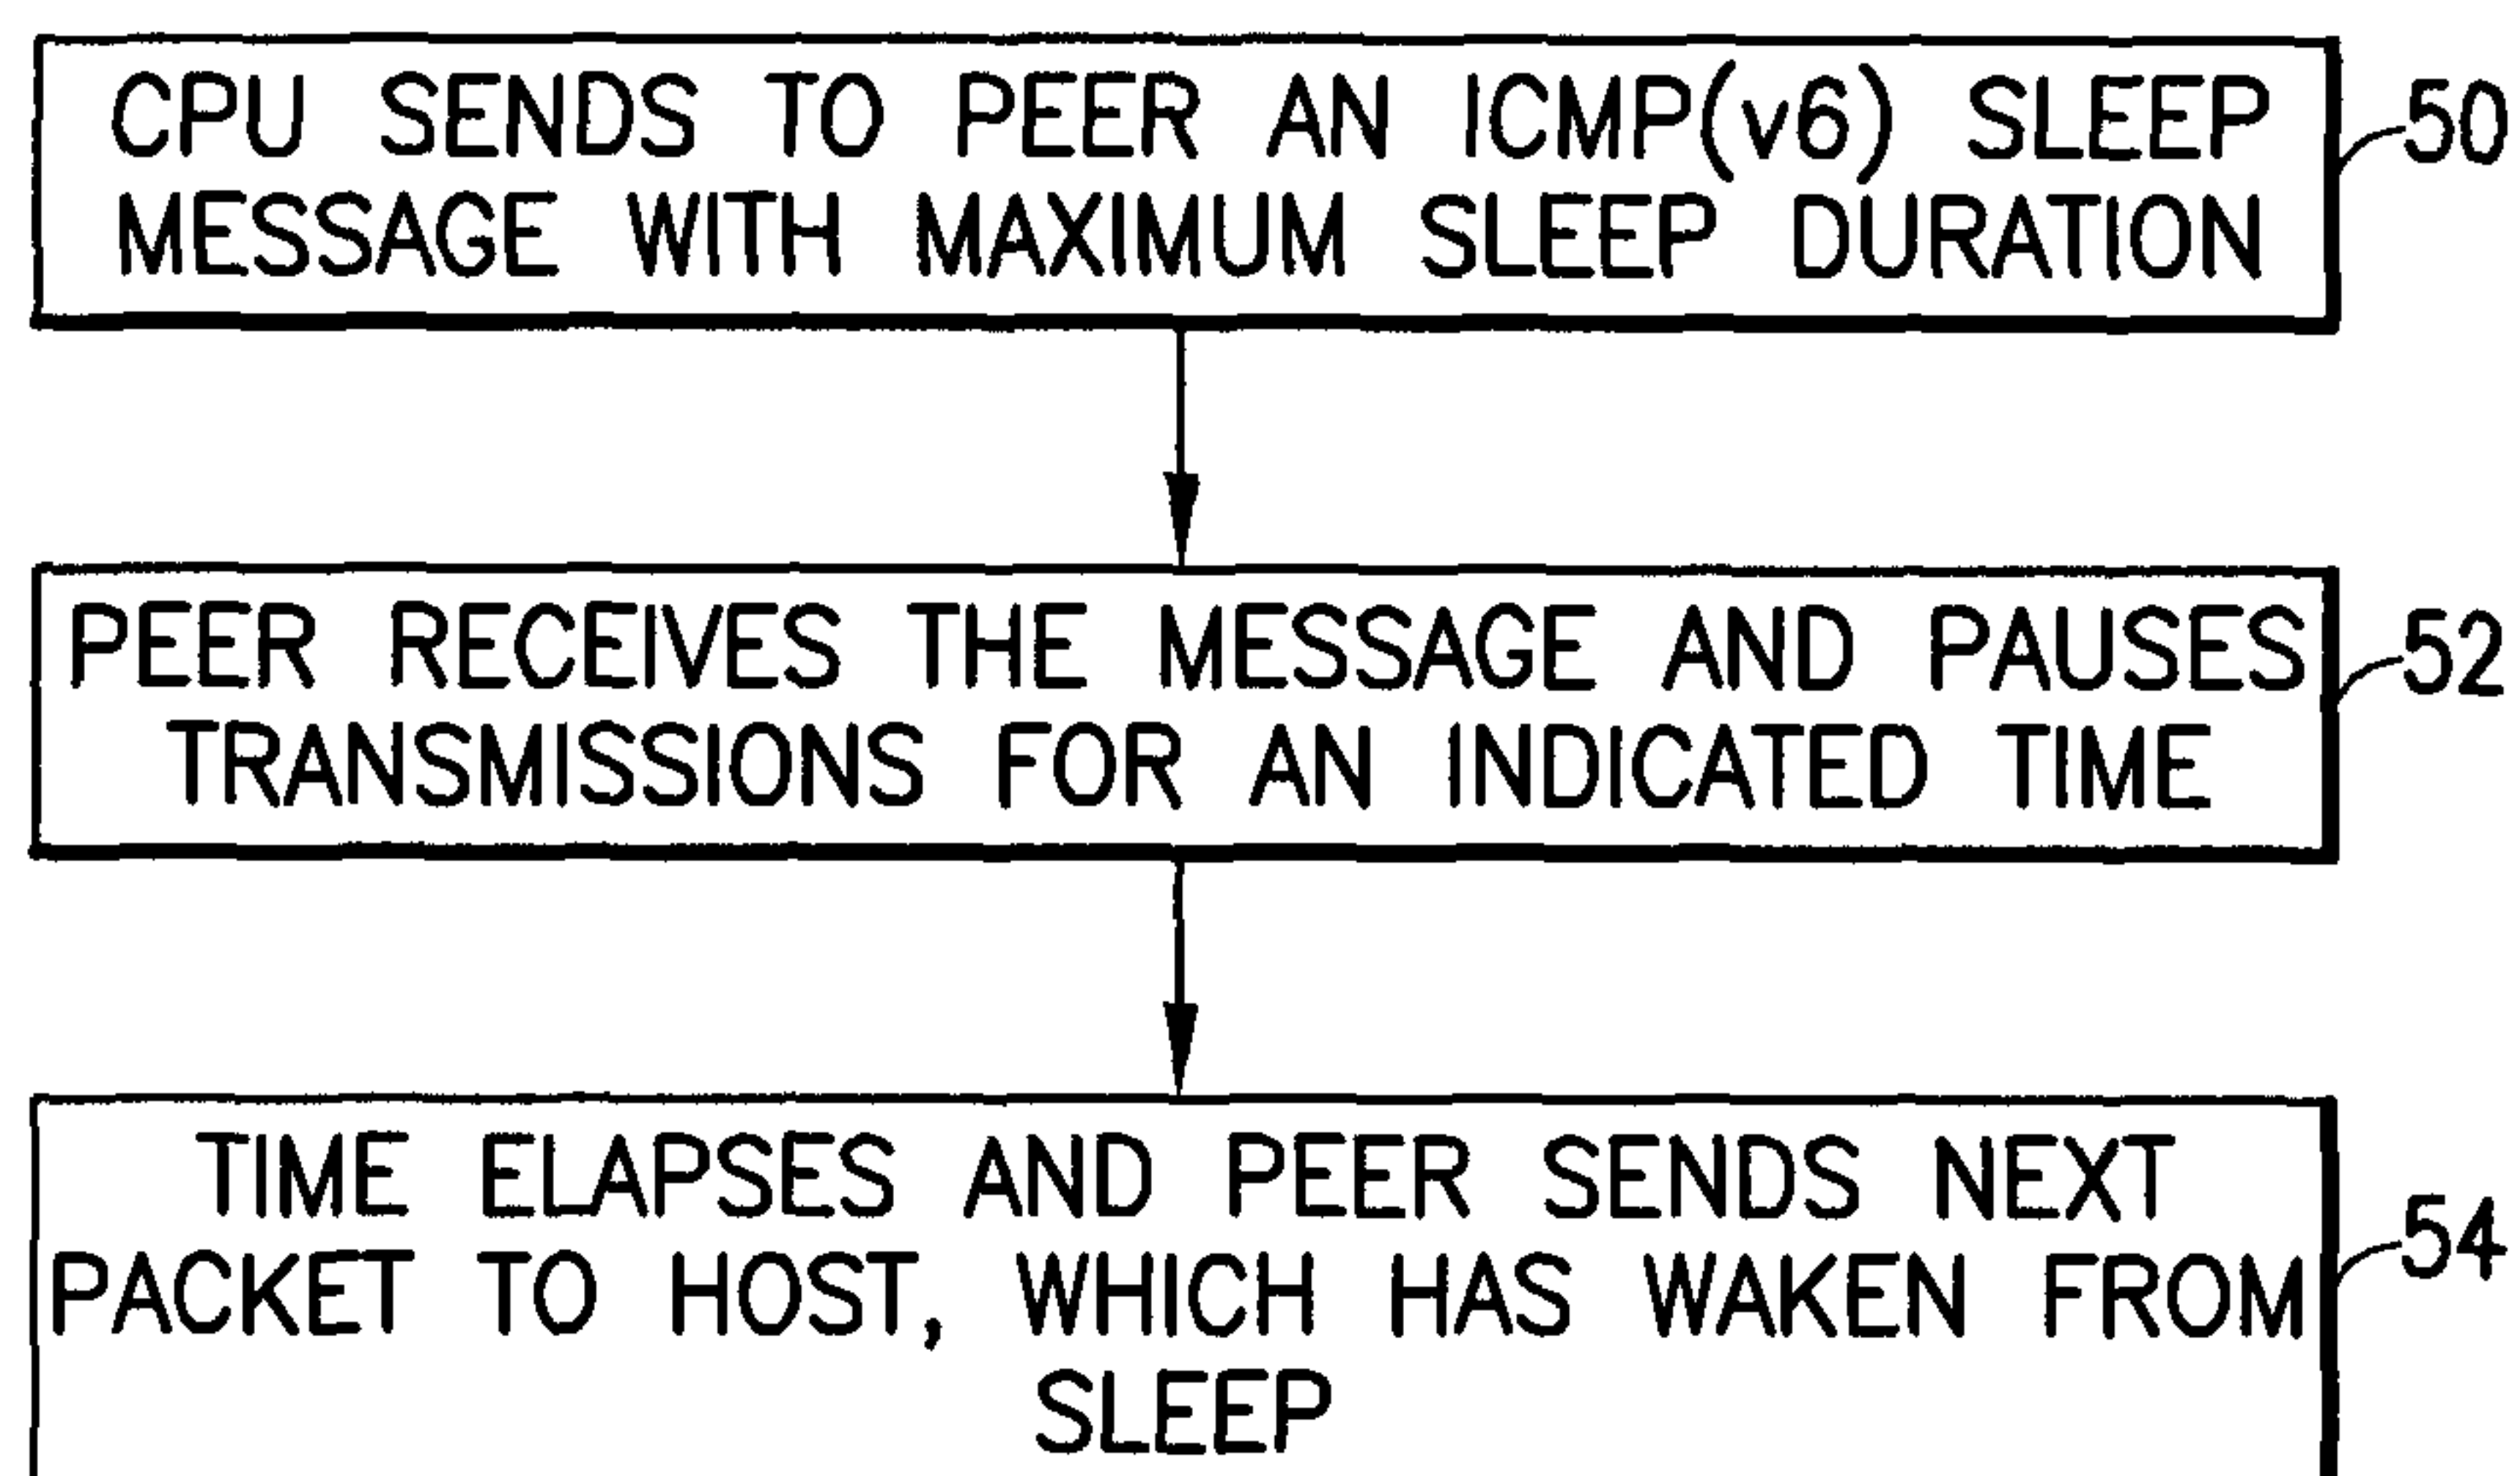 CPU SENDS TO PEER AN ICMP(v6) SLEEP
MESSAGE WITH MAXIMUM SLEEP DURATION
50
PEER RECEIVES THE MESSAGE AND PAUSES
TRANSMISSIONS FOR AN INDICATED TIME
52
TIME ELAPSES AND PEER SENDS NEXT
PACKET TO HOST, WHICH HAS WAKEN FROM
SLEEP
54